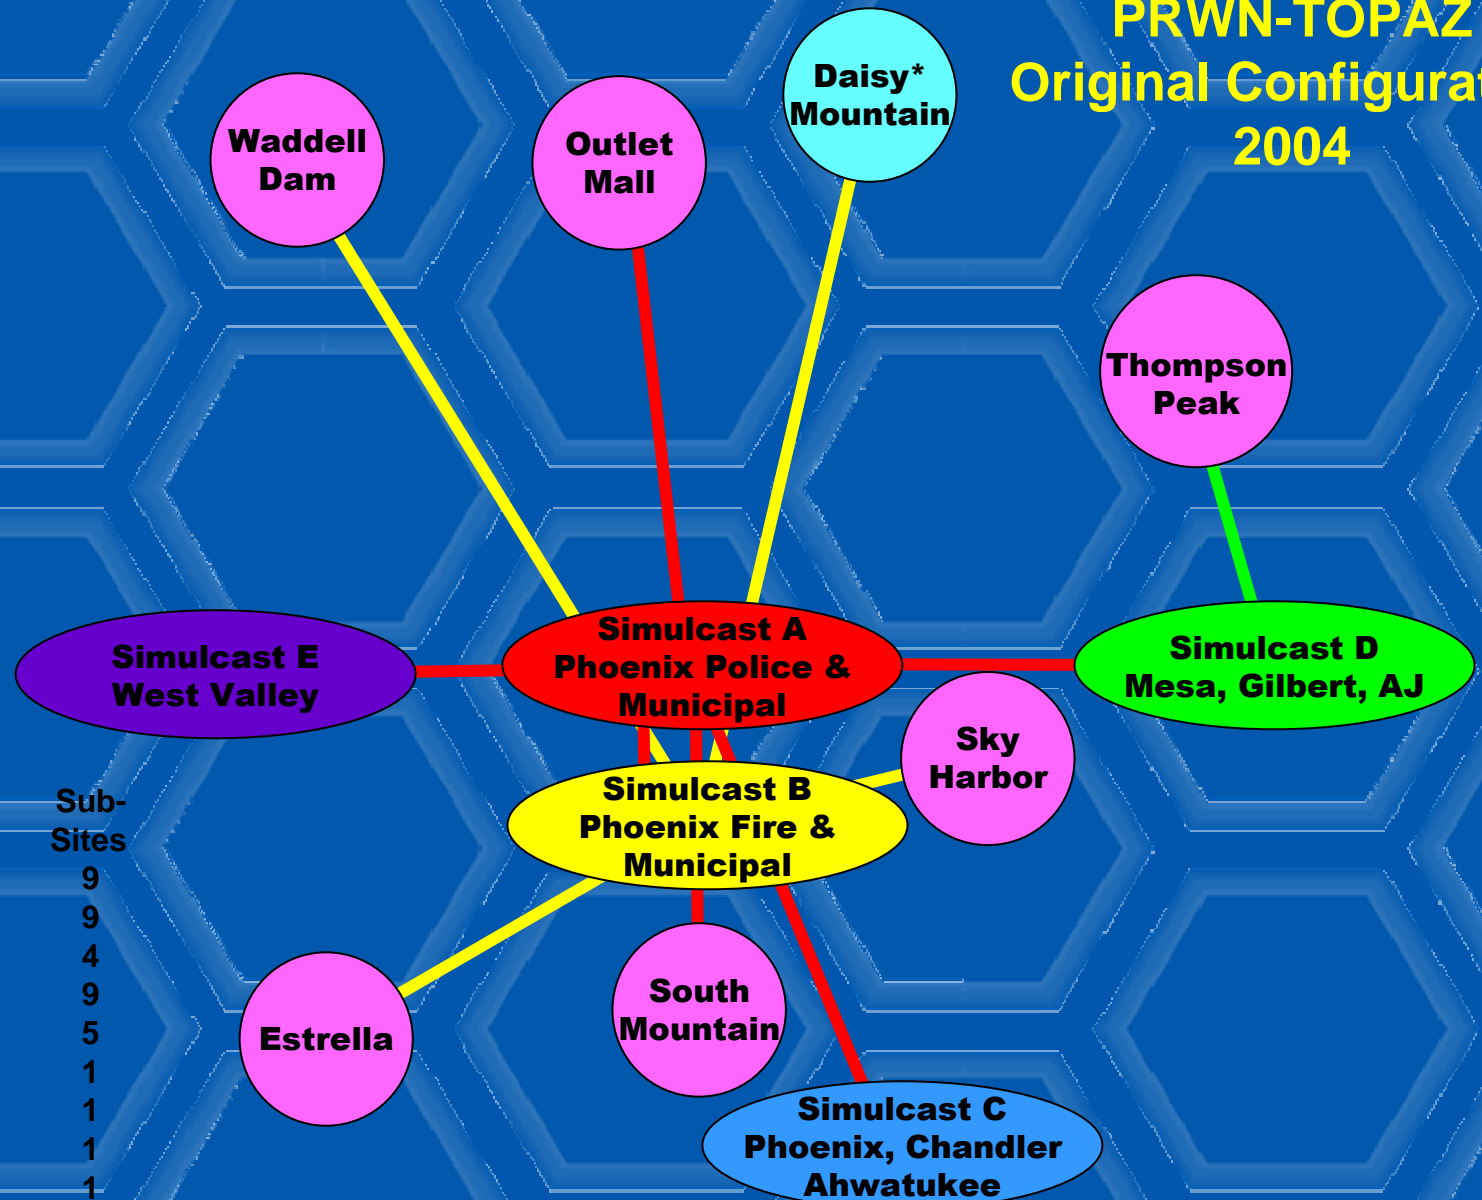 PRWN-TOPAZ
Original Configurat
2004
Daisy*
Mountain
Waddell
Dam
Outlet
Mall
Thompson
Peak
Simulcast E
West Valley
Simulcast A
Phoenix Police &
Municipal
Simulcast D
Mesa, Gilbert, AJ
Sky
Harbor
Simulcast B
Phoenix Fire &
Municipal
Sub-
Sites
9
9
4
9
5
1
1
1
1
Estrella
South
Mountain
Simulcast C
Phoenix, Chandler
Ahwatukee